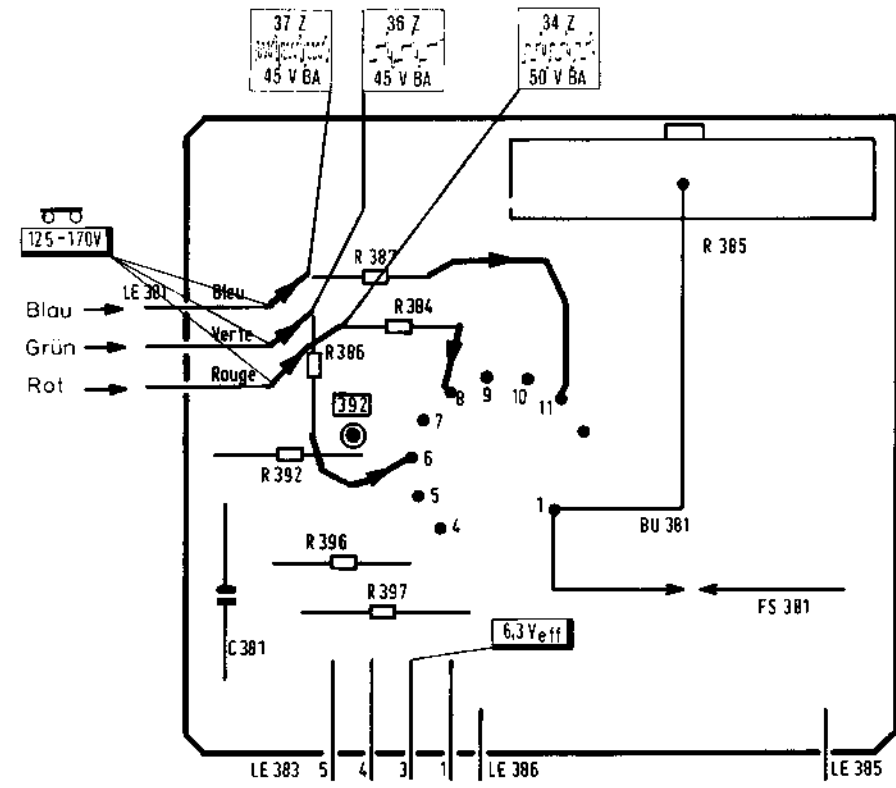 37 Z
45 V BA
36 Z
45 V BA
34 Z
50 V BA
125-170V
LE 381
Bleu
Blau
Verte
Grün
Rouge
Rot
R 387
R 385
R 384
R 386
392
8
9
10
11
7
6
5
4
1
R 392
BU 381
R 396
R 397
C 381
6,3 Veff
FS 381
LE 383
5
4
3
1
LE 386
LE 385